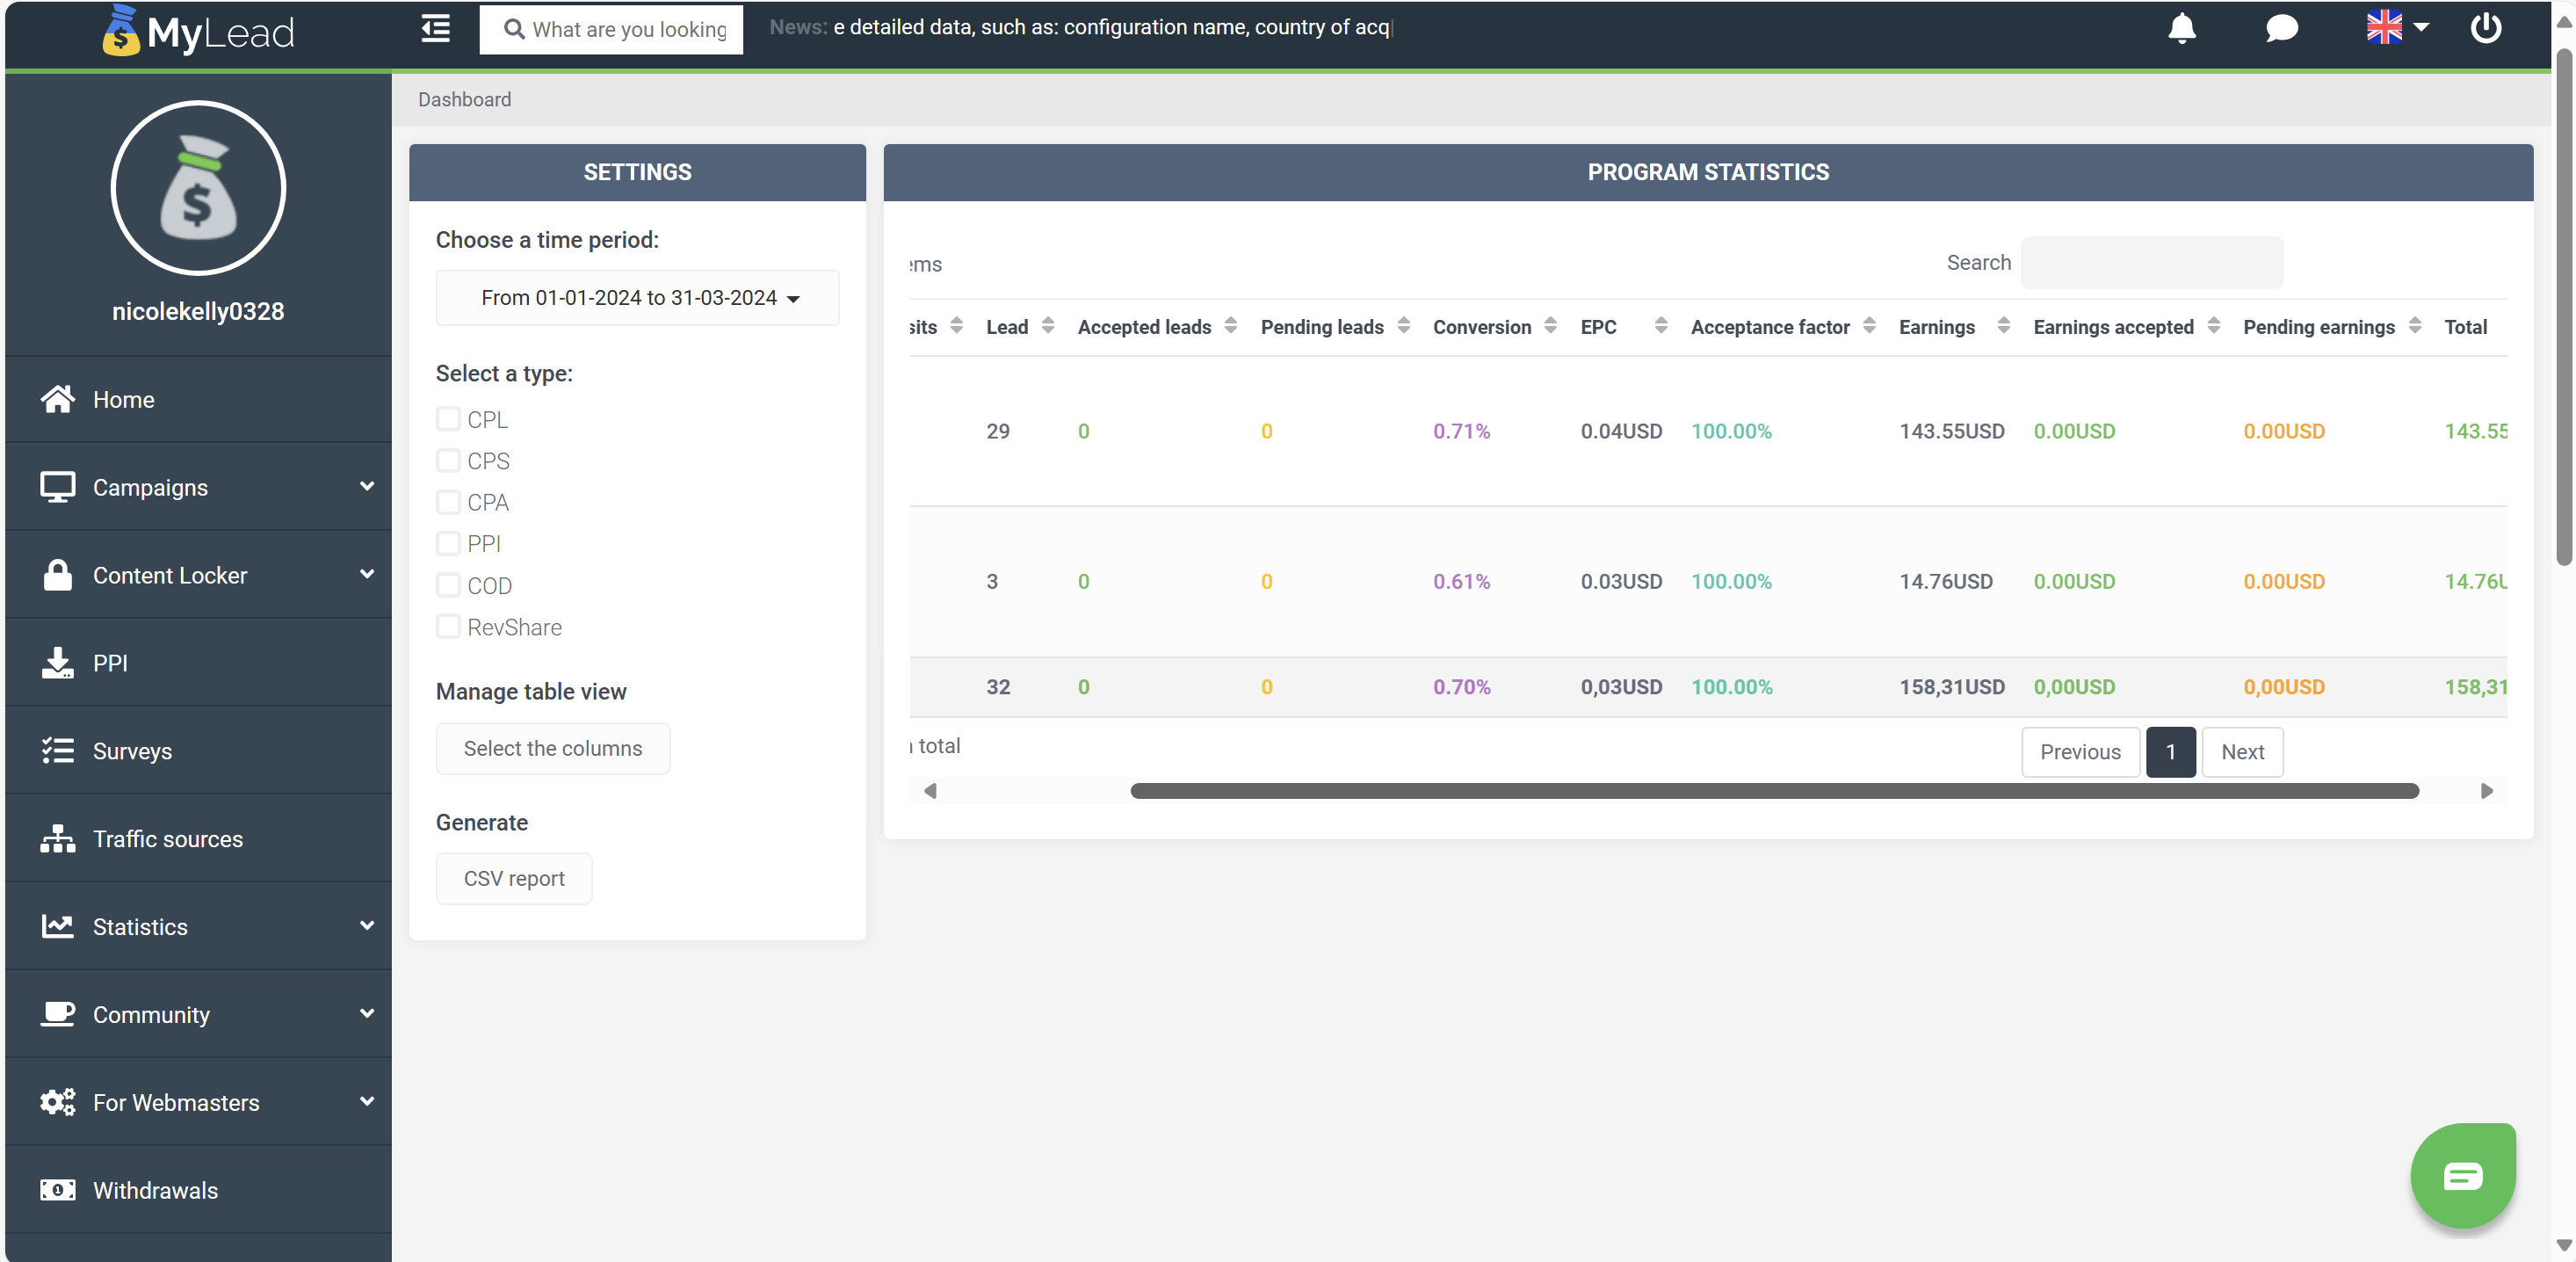 MyLead
What are you looking
News: e detailed data, such as: configuration name, country of acq
nicolekelly0328
Home
Campaigns
Content Locker
PPI
Surveys
Traffic sources
Statistics
Community
For Webmasters
Withdrawals
Dashboard
SETTINGS
Choose a time period:
From 01-01-2024 to 31-03-2024
Select a type:
CPL
CPS
CPA
PPI
COD
RevShare
Manage table view
Select the columns
Generate
CSV report
PROGRAM STATISTICS
ems
Search
sits Lead Accepted leads Pending leads Conversion EPC Acceptance factor Earnings Earnings accepted Pending earnings Total
29 0 0 0.71% 0.04USD 100.00% 143.55USD 0.00USD 0.00USD 143.55
3 0 0 0.61% 0.03USD 100.00% 14.76USD 0.00USD 0.00USD 14.76U
32 0 0 0.70% 0,03USD 100.00% 158,31USD 0,00USD 0,00USD 158,31
total
Previous 1 Next